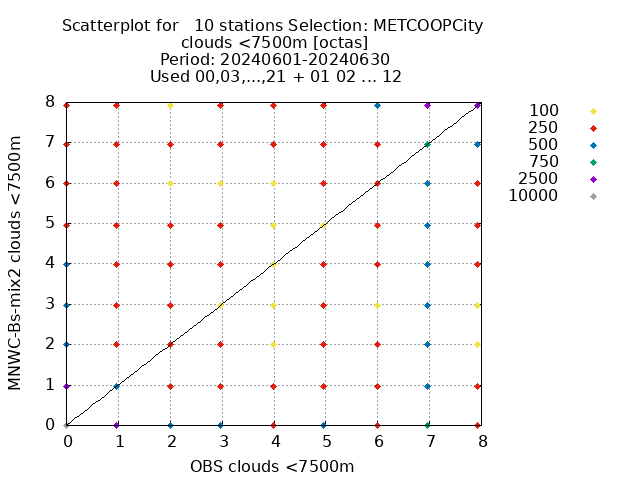 Scatterplot for   10 stations Selection: METCOOPCity
clouds <7500m [octas]
Period: 20240601-20240630
Used 00,03,...,21 + 01 02 ... 12
MNWC-Bs-mix2 clouds <7500m
8
7
6
5
4
3
2
1
0
0 1 2 3 4 5 6 7 8
OBS clouds <7500m
100
250
500
750
2500
10000